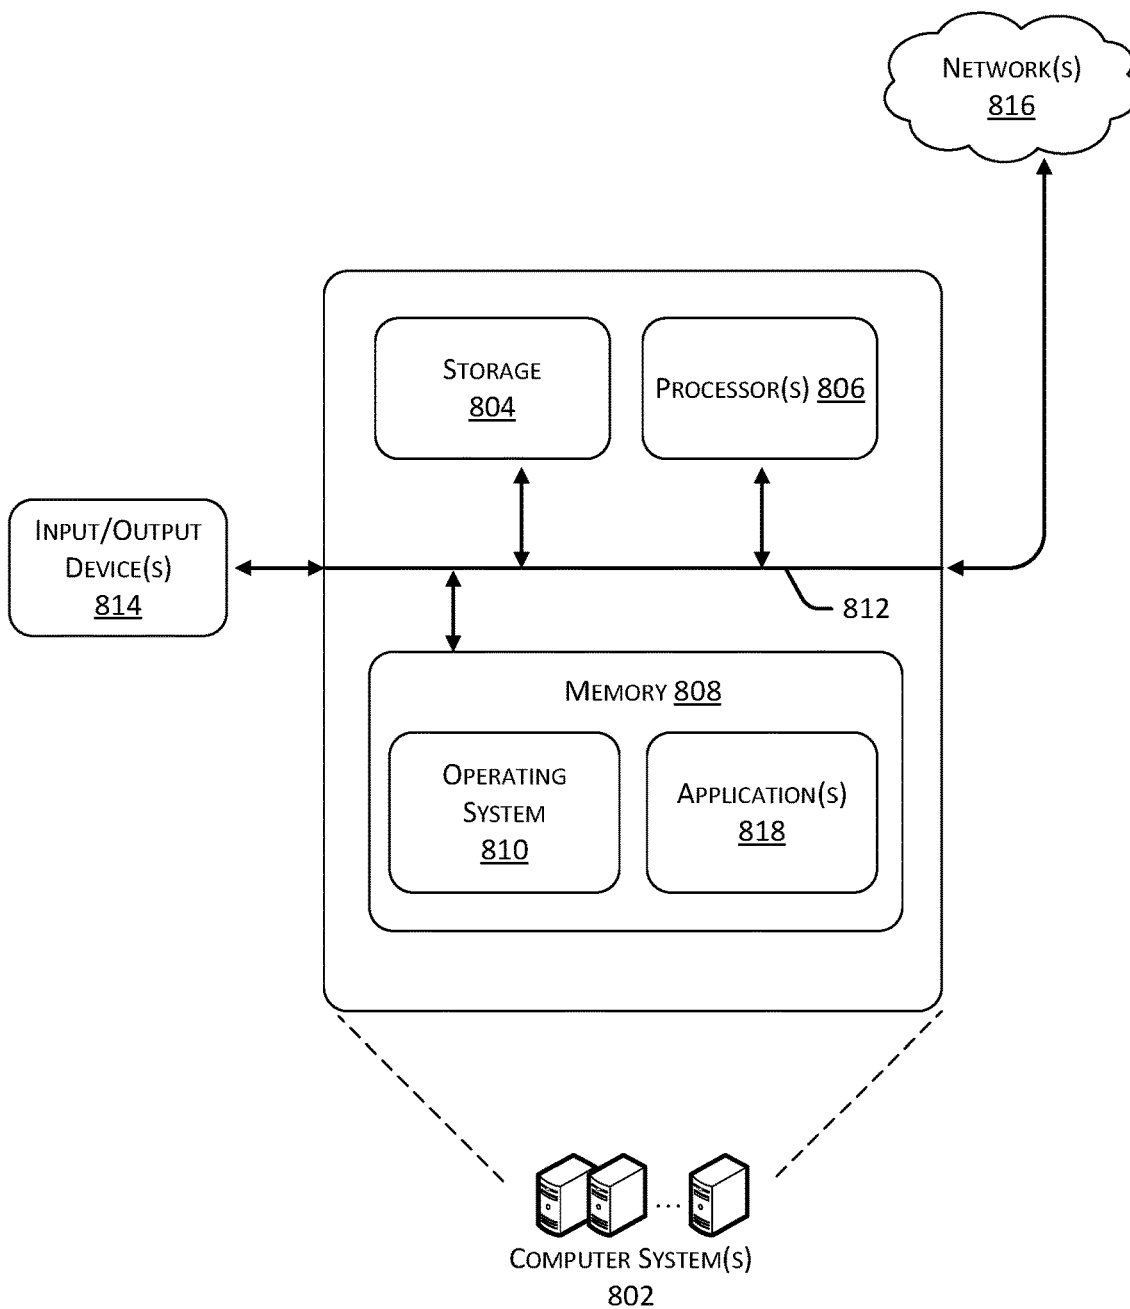 NETWORK(S)
816
STORAGE
804
PROCESSOR(S) 806
INPUT/OUTPUT
DEVICE(S)
814
812
MEMORY 808
OPERATING
SYSTEM
810
APPLICATION(S)
818
...
COMPUTER SYSTEM(S)
802